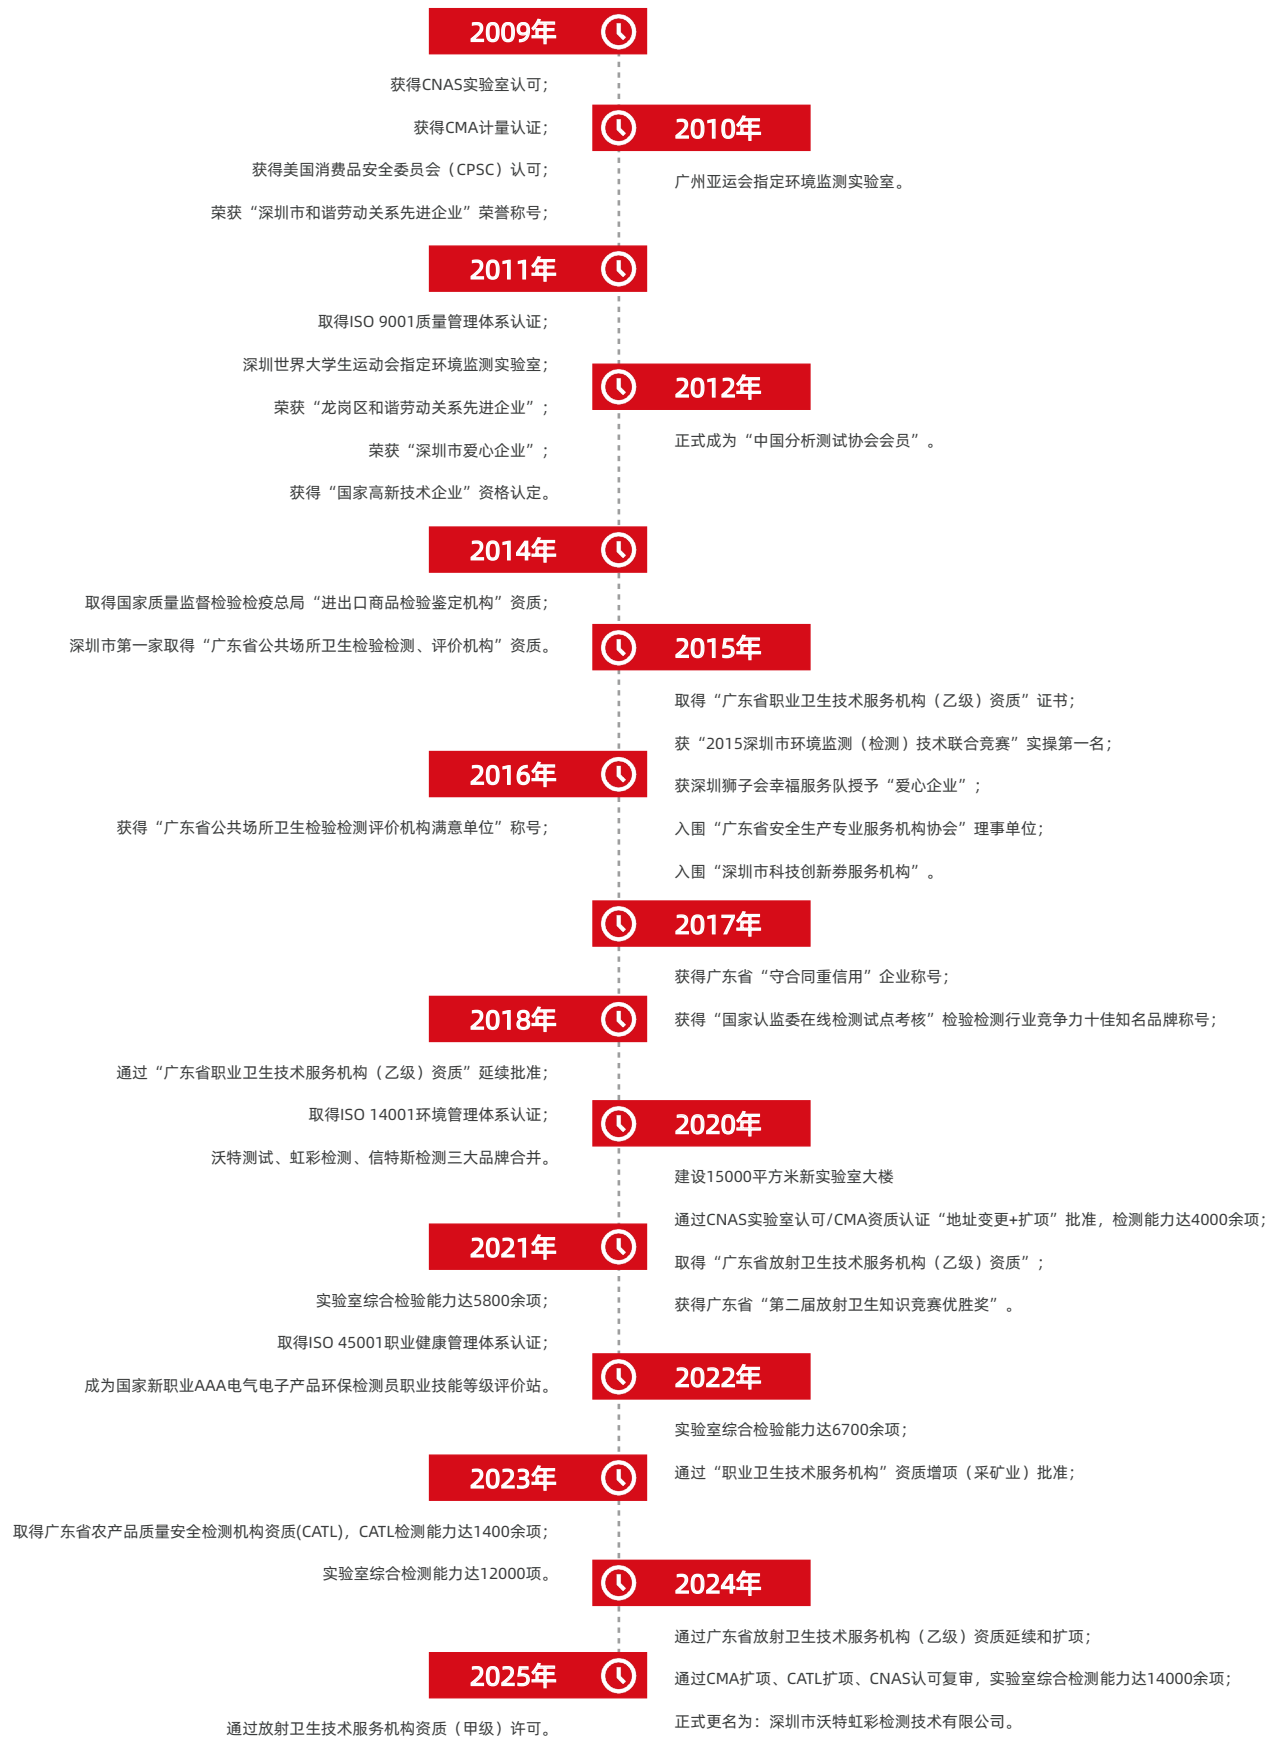 2009年
获得CNAS实验室认可；
获得CMA计量认证；
获得美国消费品安全委员会（CPSC）认可；
荣获“深圳市和谐劳动关系先进企业”荣誉称号；
2010年
广州亚运会指定环境监测实验室。
2011年
取得ISO 9001质量管理体系认证；
深圳世界大学生运动会指定环境监测实验室；
荣获“龙岗区和谐劳动关系先进企业”；
荣获“深圳市爱心企业”；
获得“国家高新技术企业”资格认定。
2012年
正式成为“中国分析测试协会会员”。
2014年
取得国家质量监督检验检疫总局“进出口商品检验鉴定机构”资质；
深圳市第一家取得“广东省公共场所卫生检验检测、评价机构”资质。
2015年
取得“广东省职业卫生技术服务机构（乙级）资质”证书；
获“2015深圳市环境监测（检测）技术联合竞赛”实操第一名；
获深圳狮子会幸福服务队授予“爱心企业”；
入围“广东省安全生产专业服务机构协会”理事单位；
入围“深圳市科技创新券服务机构”。
2016年
获得“广东省公共场所卫生检验检测评价机构满意单位”称号；
2017年
获得广东省“守合同重信用”企业称号；
获得“国家认监委在线检测试点考核”检验检测行业竞争力十佳知名品牌称号；
2018年
通过“广东省职业卫生技术服务机构（乙级）资质”延续批准；
取得ISO 14001环境管理体系认证；
沃特测试、虹彩检测、信特斯检测三大品牌合并。
2020年
建设15000平方米新实验室大楼
通过CNAS实验室认可/CMA资质认证“地址变更+扩项”批准，检测能力达4000余项；
取得“广东省放射卫生技术服务机构（乙级）资质”；
获得广东省“第二届放射卫生知识竞赛优胜奖”。
2021年
实验室综合检验能力达5800余项；
取得ISO 45001职业健康管理体系认证；
成为国家新职业AAA电气电子产品环保检测员职业技能等级评价站。
2022年
实验室综合检验能力达6700余项；
通过“职业卫生技术服务机构”资质增项（采矿业）批准；
2023年
取得广东省农产品质量安全检测机构资质(CATL)，CATL检测能力达1400余项；
实验室综合检测能力达12000项。
2024年
通过广东省放射卫生技术服务机构（乙级）资质延续和扩项；
通过CMA扩项、CATL扩项、CNAS认可复审，实验室综合检测能力达14000余项；
正式更名为：深圳市沃特虹彩检测技术有限公司。
2025年
通过放射卫生技术服务机构资质（甲级）许可。